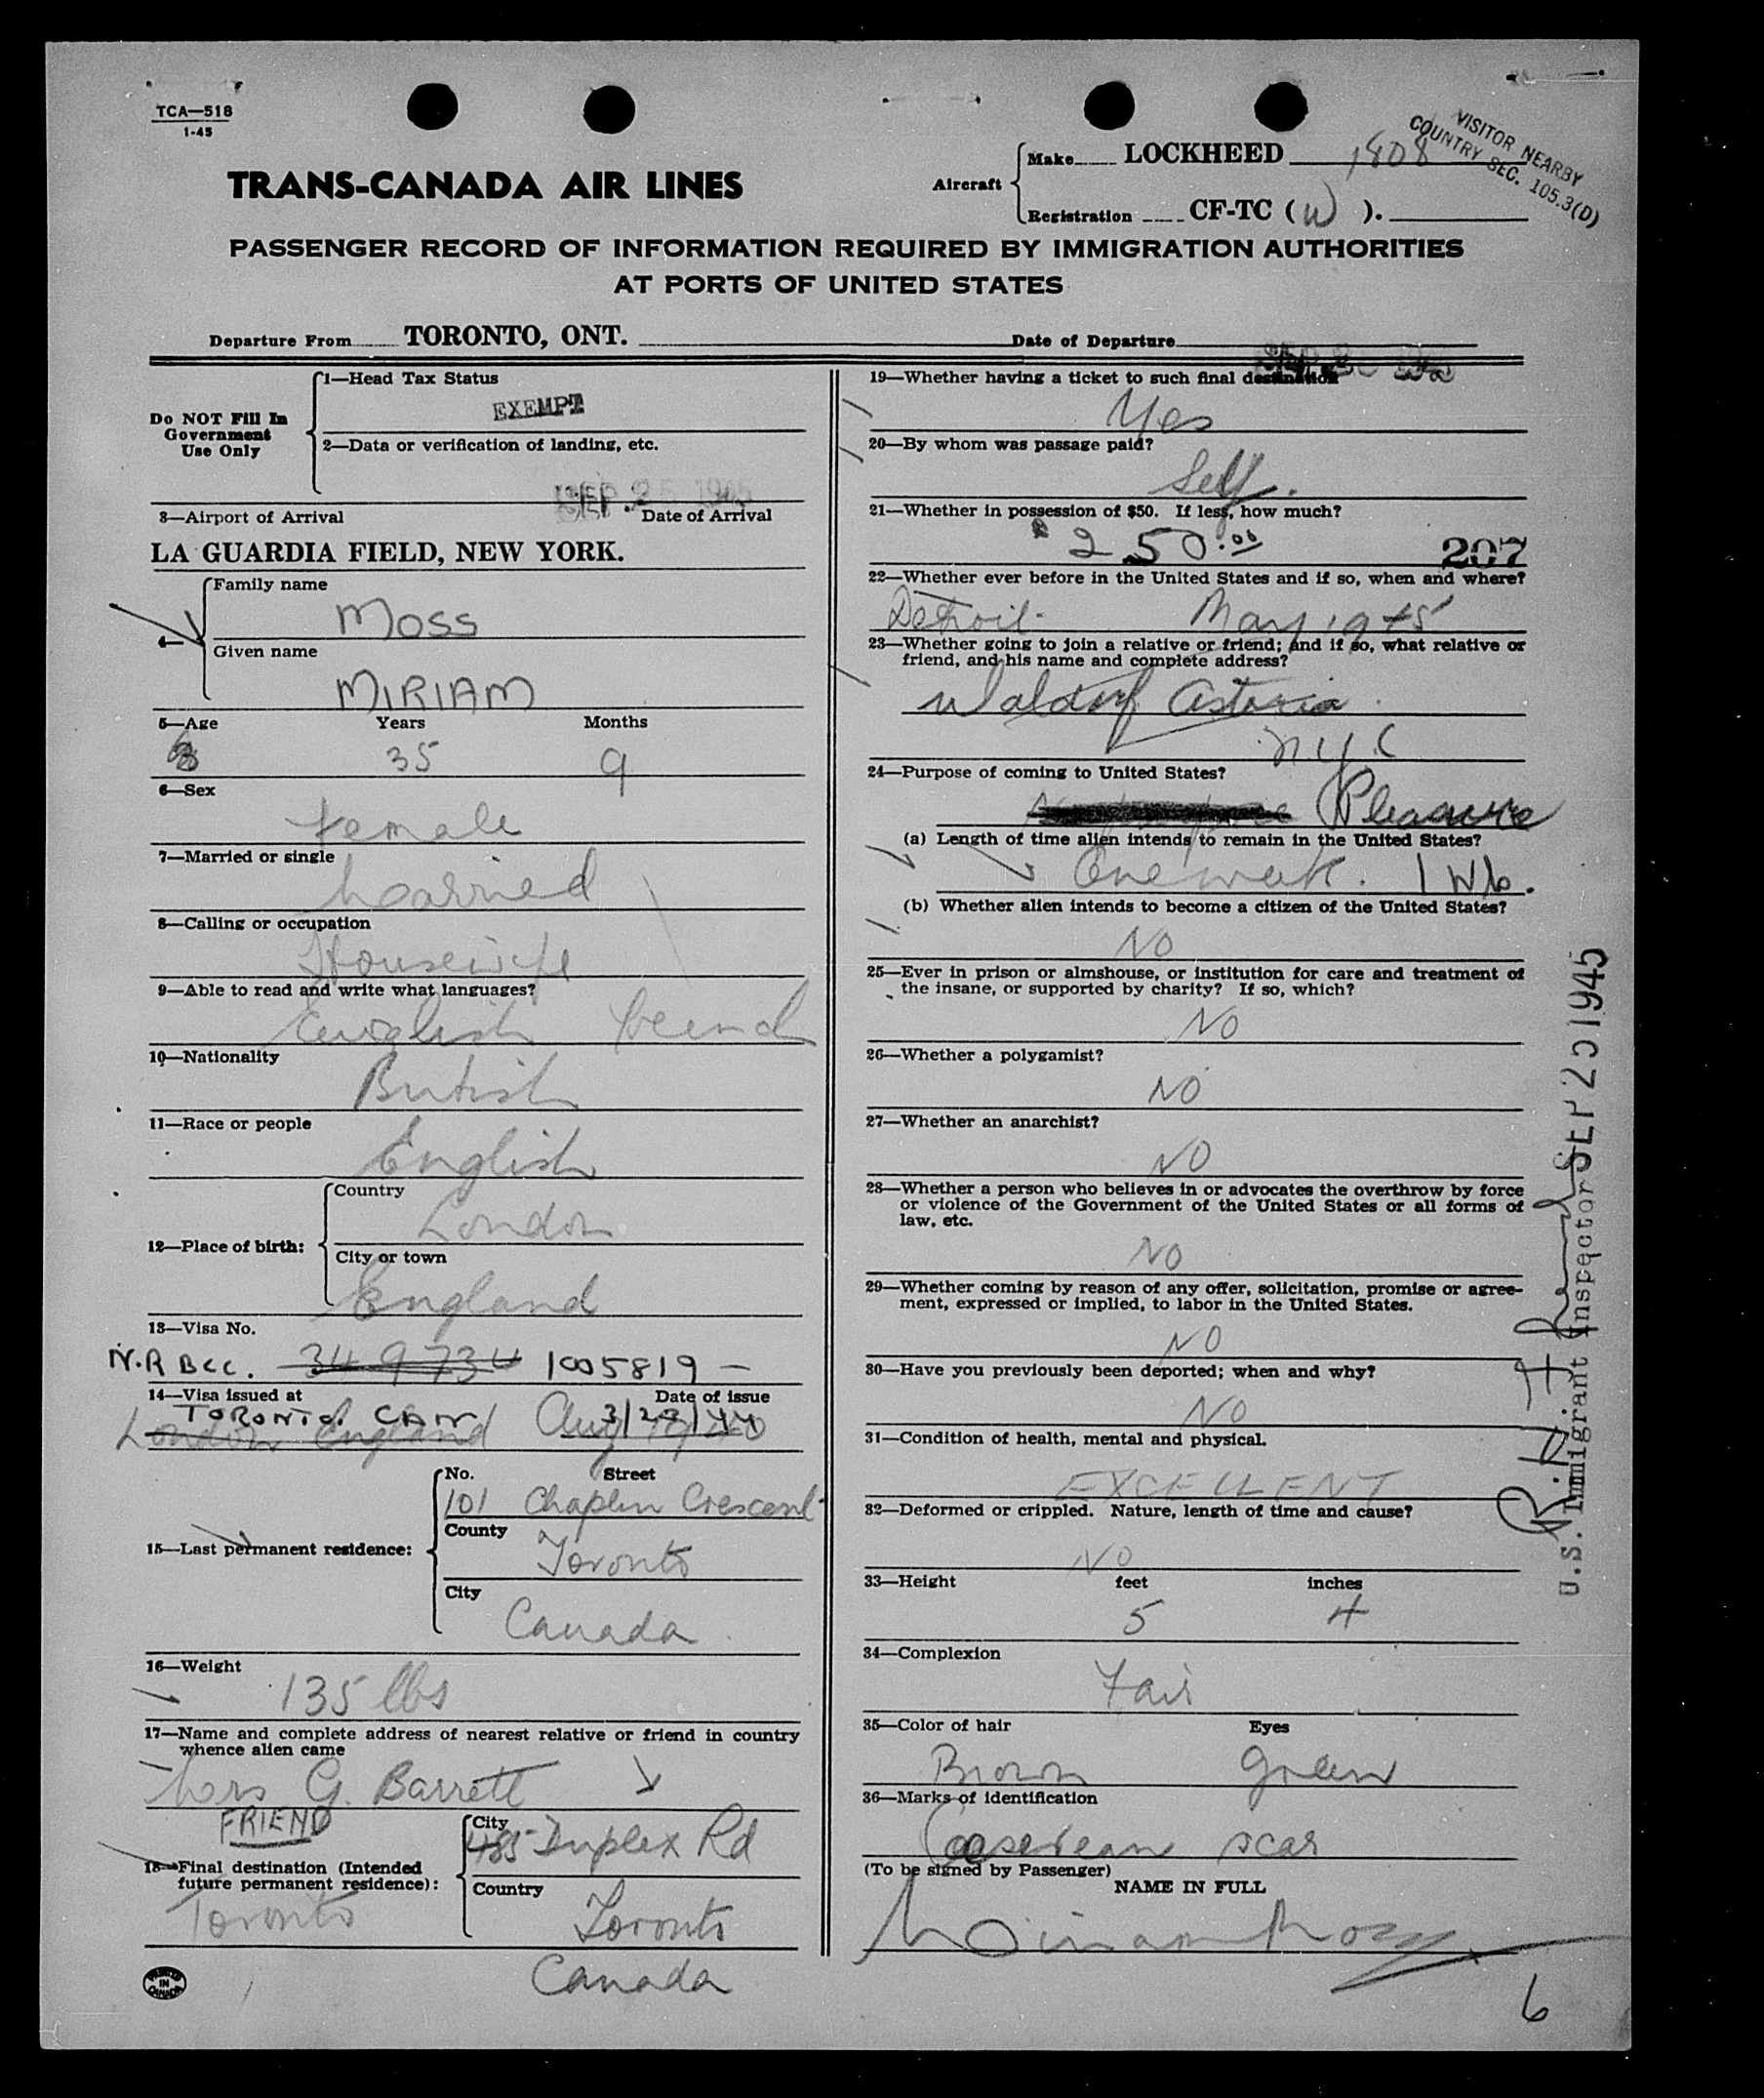 TCA—518
1-45
TRANS-CANADA AIR LINES
Aircraft
Make LOCKHEED 1808
Registration CF-TC ( W ).
VISITOR NEARBY
COUNTRY SEC. 105.3(D)
PASSENGER RECORD OF INFORMATION REQUIRED BY IMMIGRATION AUTHORITIES
AT PORTS OF UNITED STATES
Departure From TORONTO, ONT. Date of Departure
Do NOT Fill In
Government
Use Only
1—Head Tax Status
EXEMPT
2—Data or verification of landing, etc.
SEP 25 1945
3—Airport of Arrival Date of Arrival
LA GUARDIA FIELD, NEW YORK.
4—
Family name
MOSS
Given name
MIRIAM
5—Age Years Months
35 9
6—Sex
Female
7—Married or single
Married
8—Calling or occupation
Housewife
9—Able to read and write what languages?
English French
10—Nationality
British
11—Race or people
English
12—Place of birth:
Country
London
City or town
England
13—Visa No.
N.R BCC. 349734 1005819 —
14—Visa issued at Date of issue
TORONTO. CAN 3/29/44
London England Aug 19/40
15—Last permanent residence:
No. Street
101 Chaplin Crescent
County
Toronto
City
Canada
16—Weight
135 lbs
17—Name and complete address of nearest relative or friend in country
whence alien came
Mrs G. Barrett
FRIEND
City
485 Duplex Rd
18—Final destination (Intended
future permanent residence):
Toronto
Country
Toronto
Canada
PRINTED
IN
CANADA
19—Whether having a ticket to such final destination
Yes
20—By whom was passage paid?
Self.
21—Whether in possession of $50. If less, how much?
250.00 207
22—Whether ever before in the United States and if so, when and where?
Detroit May 1945
23—Whether going to join a relative or friend; and if so, what relative or
friend, and his name and complete address?
Waldorf Astoria
N.Y.C
24—Purpose of coming to United States?
Pleasure
(a) Length of time alien intends to remain in the United States?
One week. 1 Wk.
(b) Whether alien intends to become a citizen of the United States?
NO
25—Ever in prison or almshouse, or institution for care and treatment of
the insane, or supported by charity? If so, which?
NO
26—Whether a polygamist?
NO
27—Whether an anarchist?
NO
28—Whether a person who believes in or advocates the overthrow by force
or violence of the Government of the United States or all forms of
law, etc.
NO
29—Whether coming by reason of any offer, solicitation, promise or agree-
ment, expressed or implied, to labor in the United States.
NO
30—Have you previously been deported; when and why?
NO
31—Condition of health, mental and physical.
EXCELLENT
32—Deformed or crippled. Nature, length of time and cause?
NO
33—Height feet inches
5 4
34—Complexion
Fair
35—Color of hair Eyes
Brown Green
36—Marks of identification
Caeserean scar
(To be signed by Passenger)
NAME IN FULL
Miriam Moss
6
U.S. Immigrant Inspector SEP 25 1945